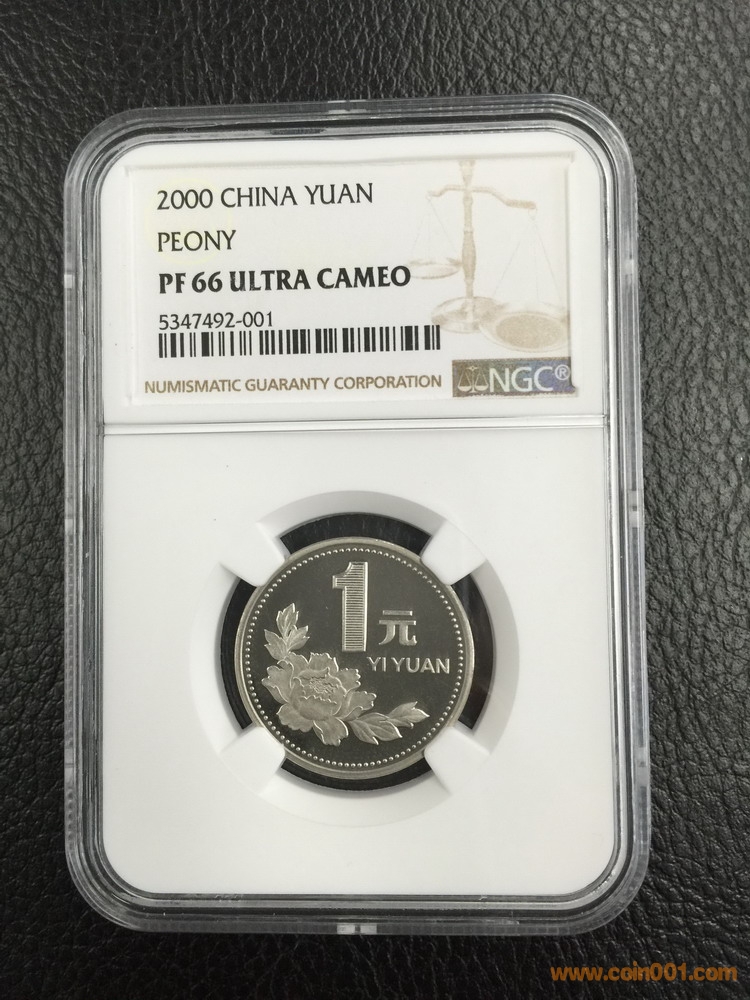 2000 CHINA YUAN
PEONY
PF 66 ULTRA CAMEO
5347492-001
NUMISMATIC GUARANTY CORPORATION
NGC®
1元
YI YUAN
www.coin001.com